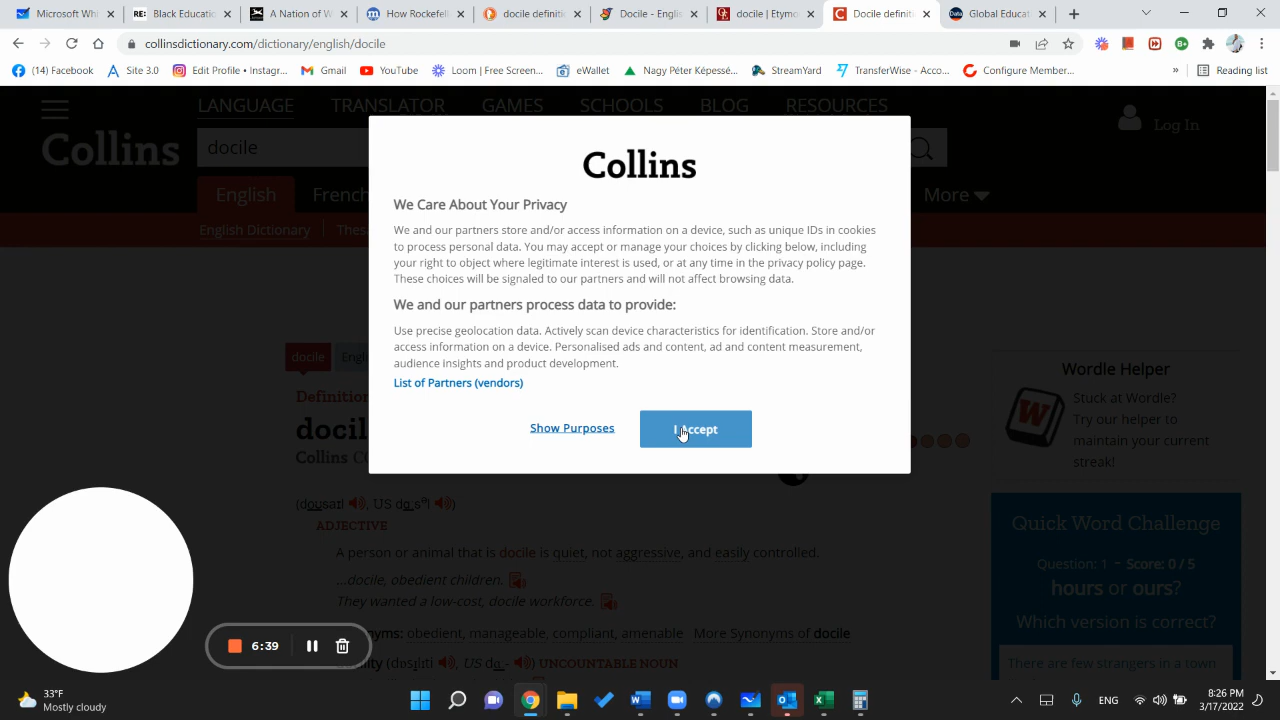 Microsoft Wo
RE: Black Wi
Amazon. A W
Motivation W
Docile englis
docile - Engli
docile definiti
Global Educat
collinsdictionary.com/english/docile
(14) Facebook
Site 3.0
Edit Profile • Instagr...
Gmail
YouTube
Loom | Free Screen...
eWallet
Nagy Péter Képessé...
StreamYard
TransferWise - Acco...
Configure Member...
»
Reading list
LANGUAGE TRANSLATOR GAMES SCHOOLS BLOG RESOURCES
Log In
Collins
docile
English
French
More
English Dictionary
Thes
Collins
We Care About Your Privacy
We and our partners store and/or access information on a device, such as unique IDs in cookies
to process personal data. You may accept or manage your choices by clicking below, including
your right to object where legitimate interest is used, or at any time in the privacy policy page.
These choices will be signaled to our partners and will not affect browsing data.
We and our partners process data to provide:
Use precise geolocation data. Actively scan device characteristics for identification. Store and/or
access information on a device. Personalised ads and content, ad and content measurement,
audience insights and product development.
List of Partners (vendors)
Show Purposes
I Accept
docile
Engli
Definition
docil
Collins CO
ADJECTIVE
A person or animal that is docile is quiet, not aggressive, and easily controlled.
...docile, obedient children.
They wanted a low-cost, docile workforce.
nyms: obedient, manageable, compliant, amenable More Synonyms of docile
UNCOUNTABLE NOUN
Wordle Helper
Stuck at Wordle?
Try our helper to
maintain your current
streak!
Quick Word Challenge
Question: 1 - Score: 0 / 5
hours or ours?
Which version is correct?
There are few strangers in a town
6:39
33°F
Mostly cloudy
ENG
8:26 PM
3/17/2022